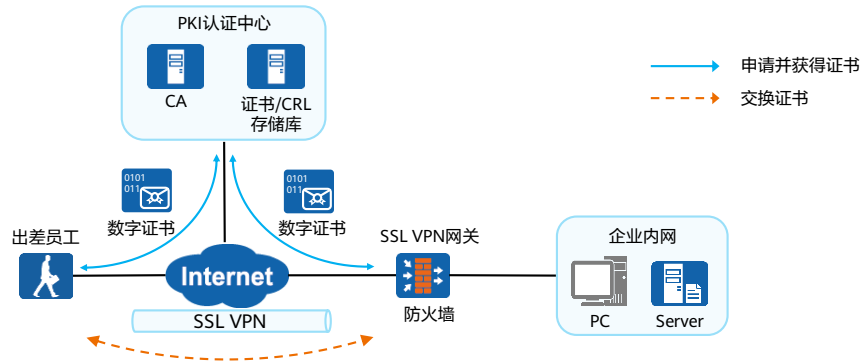 PKI认证中心
CA
证书/CRL
存储库
申请并获得证书
交换证书
0101
011
数字证书
0101
011
数字证书
出差员工
Internet
SSL VPN
SSL VPN网关
防火墙
企业内网
PC
Server